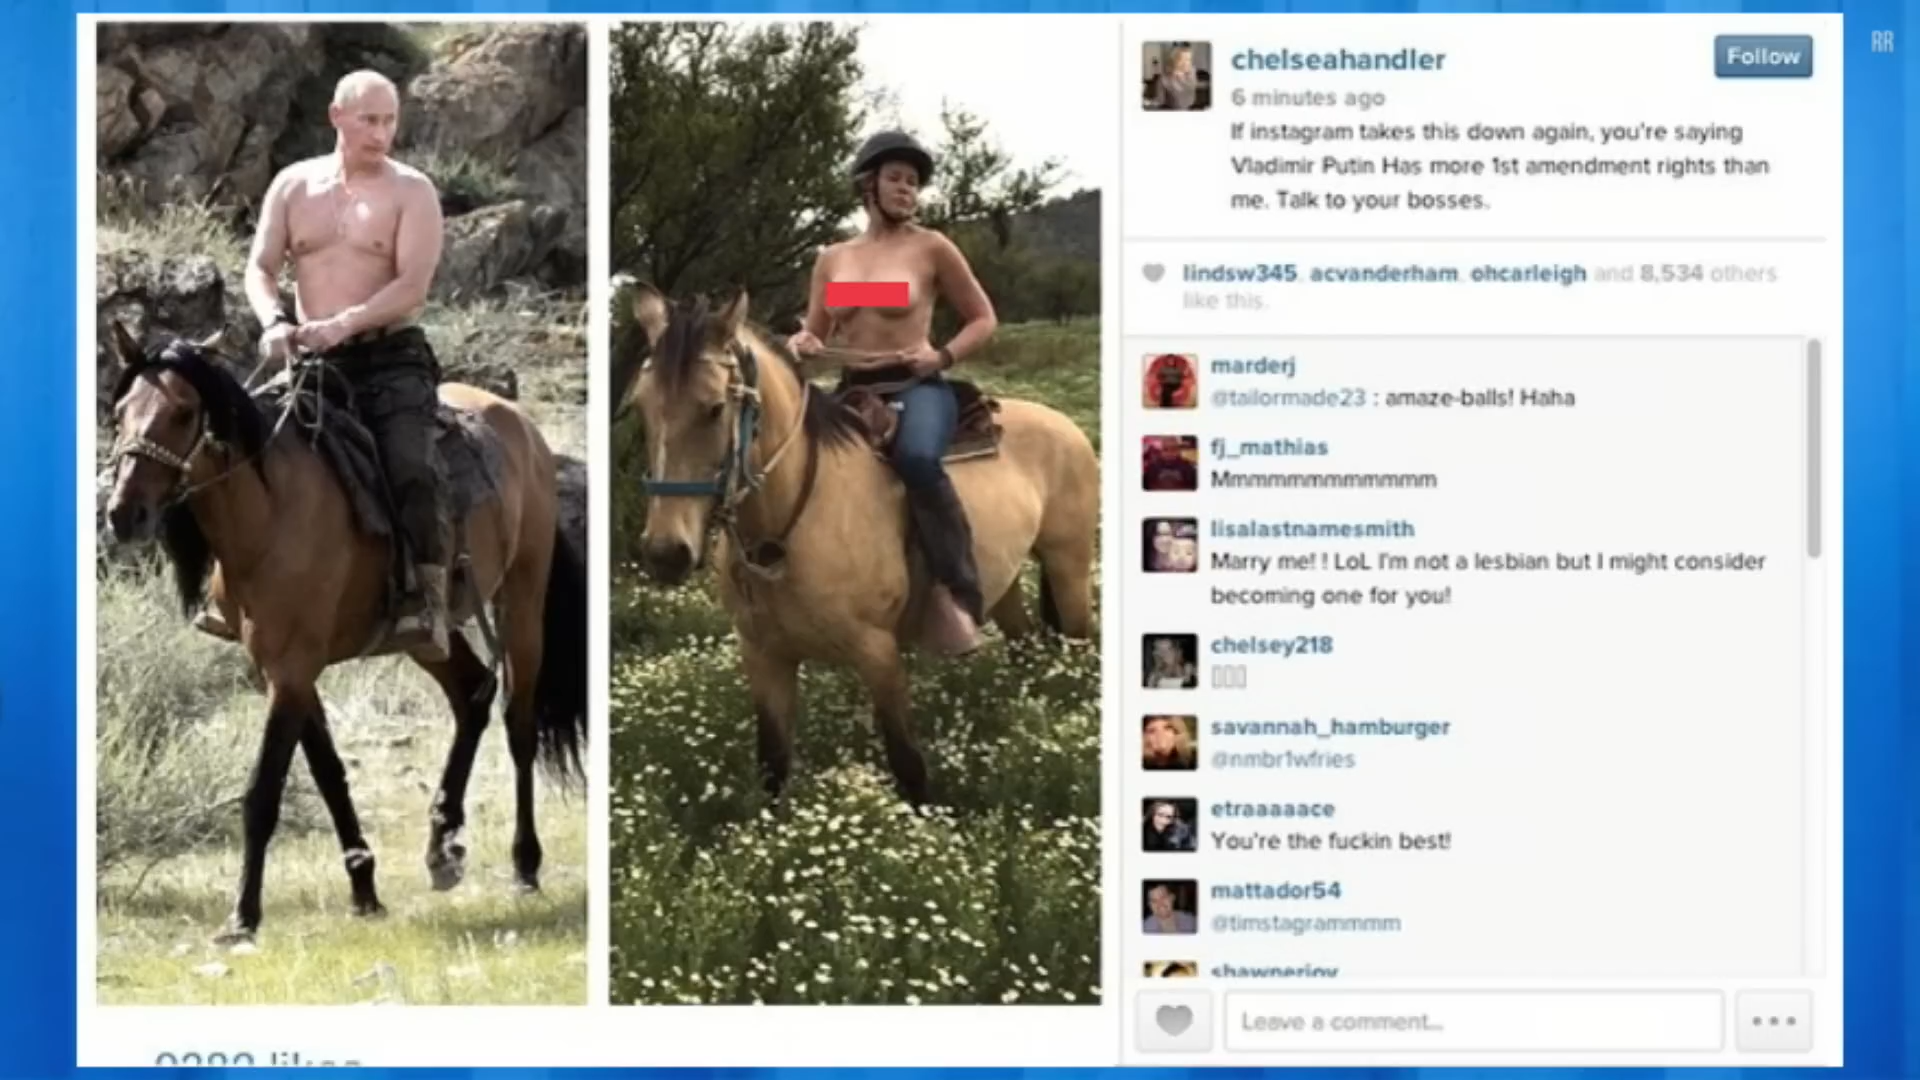 RR
chelseahandler
Follow
6 minutes ago
If instagram takes this down again, you're saying
Vladimir Putin Has more 1st amendment rights than
me. Talk to your bosses.
lindsw345, acvanderham, ohcarleigh and 8,534 others
like this.
marderj
@tailormade23 : amaze-balls! Haha
fj_mathias
Mmmmmmmmmmmm
lisalastnamesmith
Marry me! ! LoL I'm not a lesbian but I might consider
becoming one for you!
chelsey218
savannah_hamburger
@nmbr1wfries
etraaaaace
You're the fuckin best!
mattador54
@timstagrammmm
Leave a comment...
likes